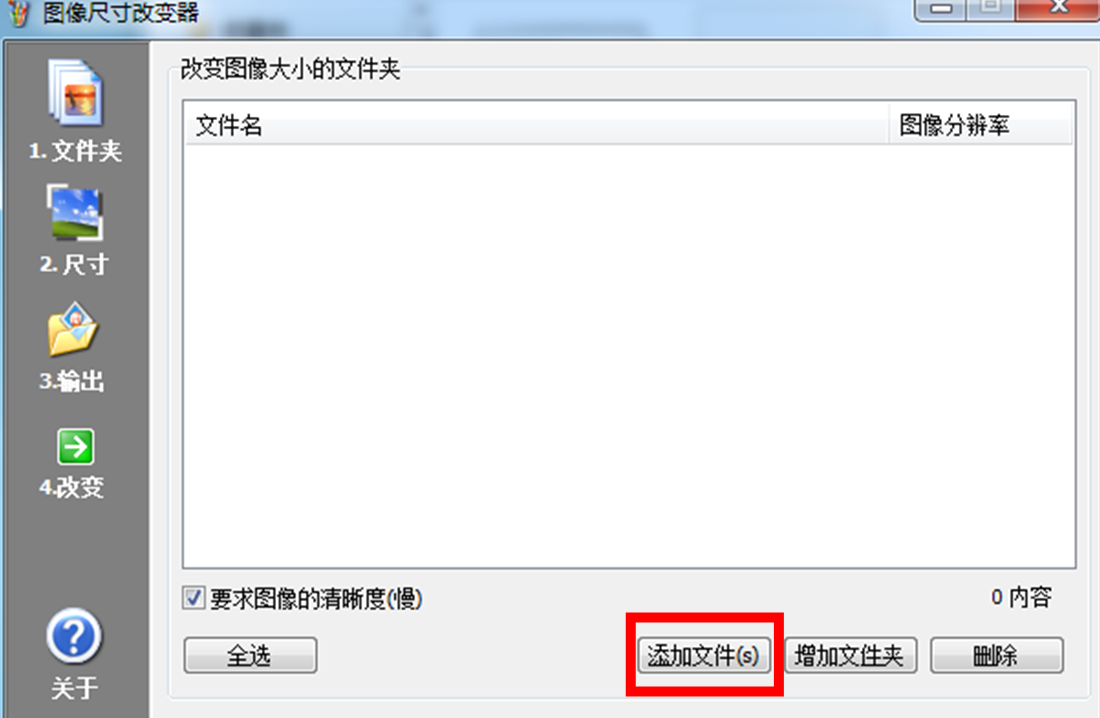 图像尺寸改变器
改变图像大小的文件夹
文件名 图像分辨率
1.文件夹
2.尺寸
3.输出
4.改变
关于
要求图像的清晰度(慢) 0 内容
全选 添加文件(s) 增加文件夹 删除